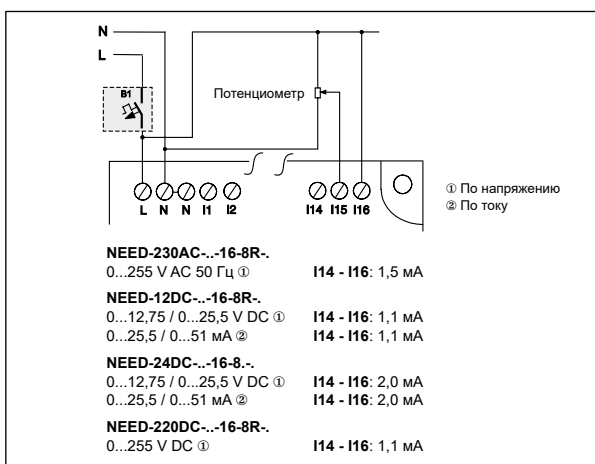 N
L
B1
Потенциометр
① По напряжению
② По току
L N N I1 I2 I14 I15 I16
NEED-230AC-..-16-8R-.
0...255 V AC 50 Гц ① I14 - I16: 1,5 мА
NEED-12DC-..-16-8R-.
0...12,75 / 0...25,5 V DC ① I14 - I16: 1,1 мА
0...25,5 / 0...51 мА ② I14 - I16: 1,1 мА
NEED-24DC-..-16-8.-.
0...12,75 / 0...25,5 V DC ① I14 - I16: 2,0 мА
0...25,5 / 0...51 мА ② I14 - I16: 2,0 мА
NEED-220DC-..-16-8R-.
0...255 V DC ① I14 - I16: 1,1 мА